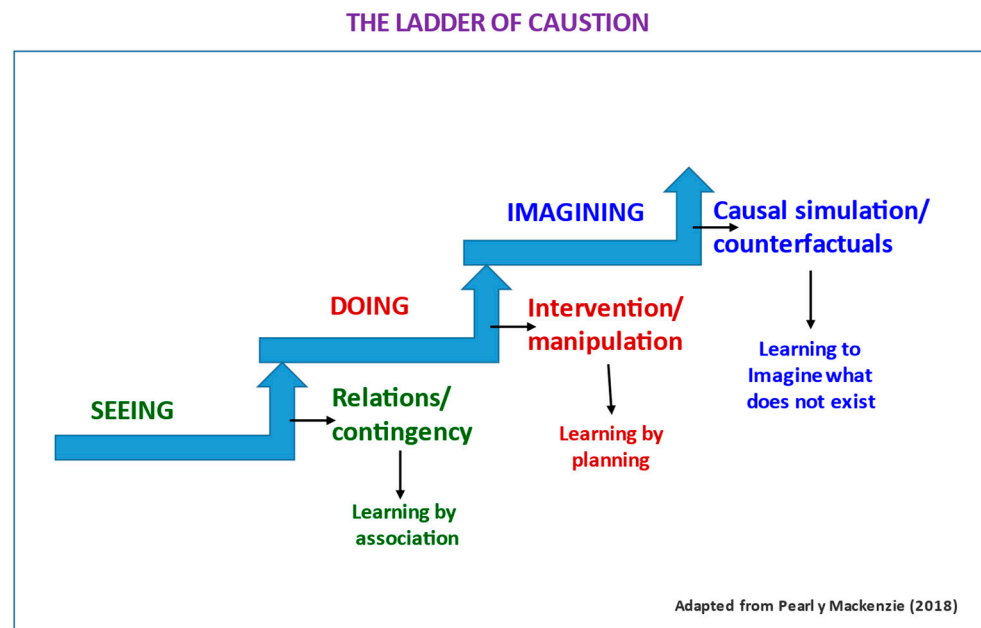 THE LADDER OF CAUSTION
IMAGINING
Causal simulation/
counterfactuals
Learning to
Imagine what
does not exist
DOING
Intervention/
manipulation
Learning by
planning
SEEING
Relations/
contingency
Learning by
association
Adapted from Pearl y Mackenzie (2018)